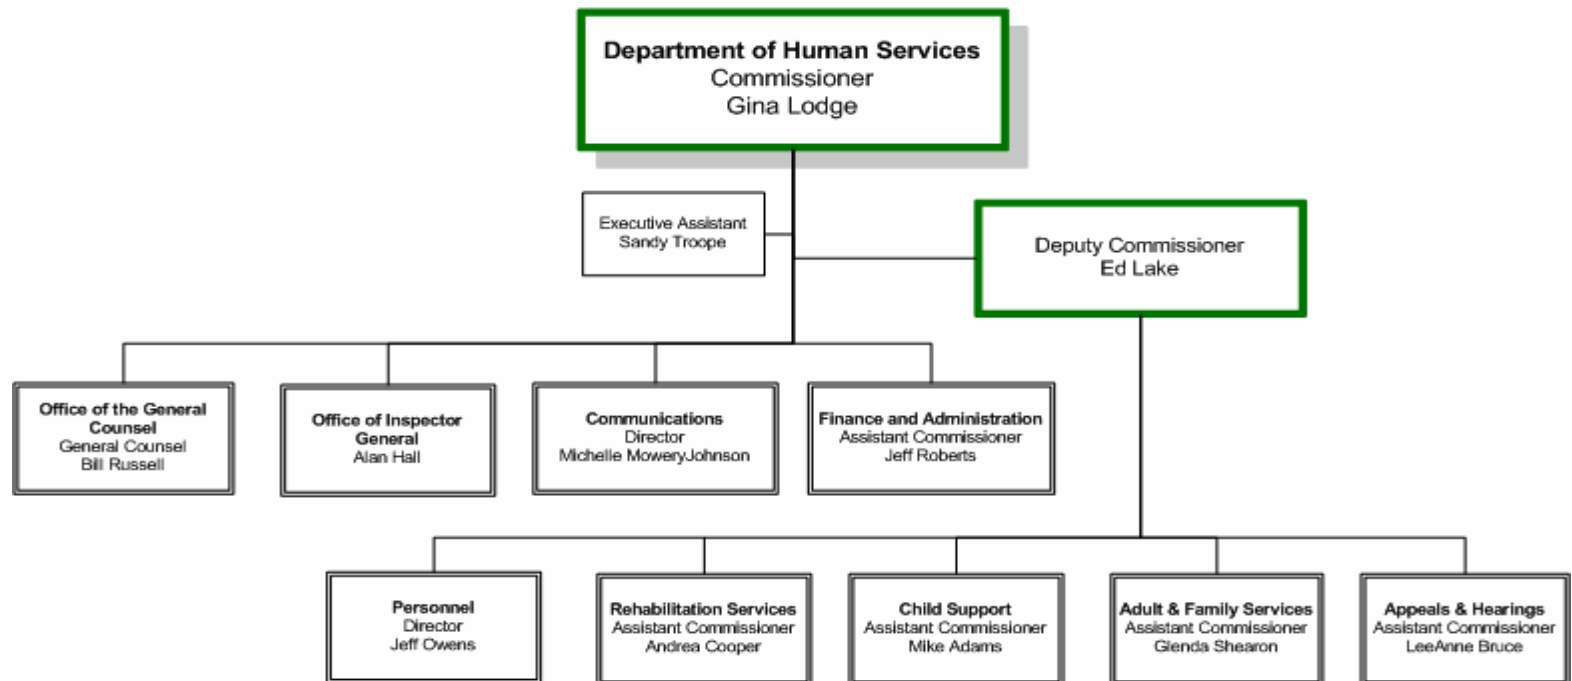 Department of Human Services
Commissioner
Gina Lodge
Executive Assistant
Sandy Troope
Deputy Commissioner
Ed Lake
Office of the General
Counsel
General Counsel
Bill Russell
Office of Inspector
General
Alan Hall
Communications
Director
Michelle MoweryJohnson
Finance and Administration
Assistant Commissioner
Jeff Roberts
Personnel
Director
Jeff Owens
Rehabilitation Services
Assistant Commissioner
Andrea Cooper
Child Support
Assistant Commissioner
Mike Adams
Adult & Family Services
Assistant Commissioner
Glenda Shearon
Appeals & Hearings
Assistant Commissioner
LeeAnne Bruce